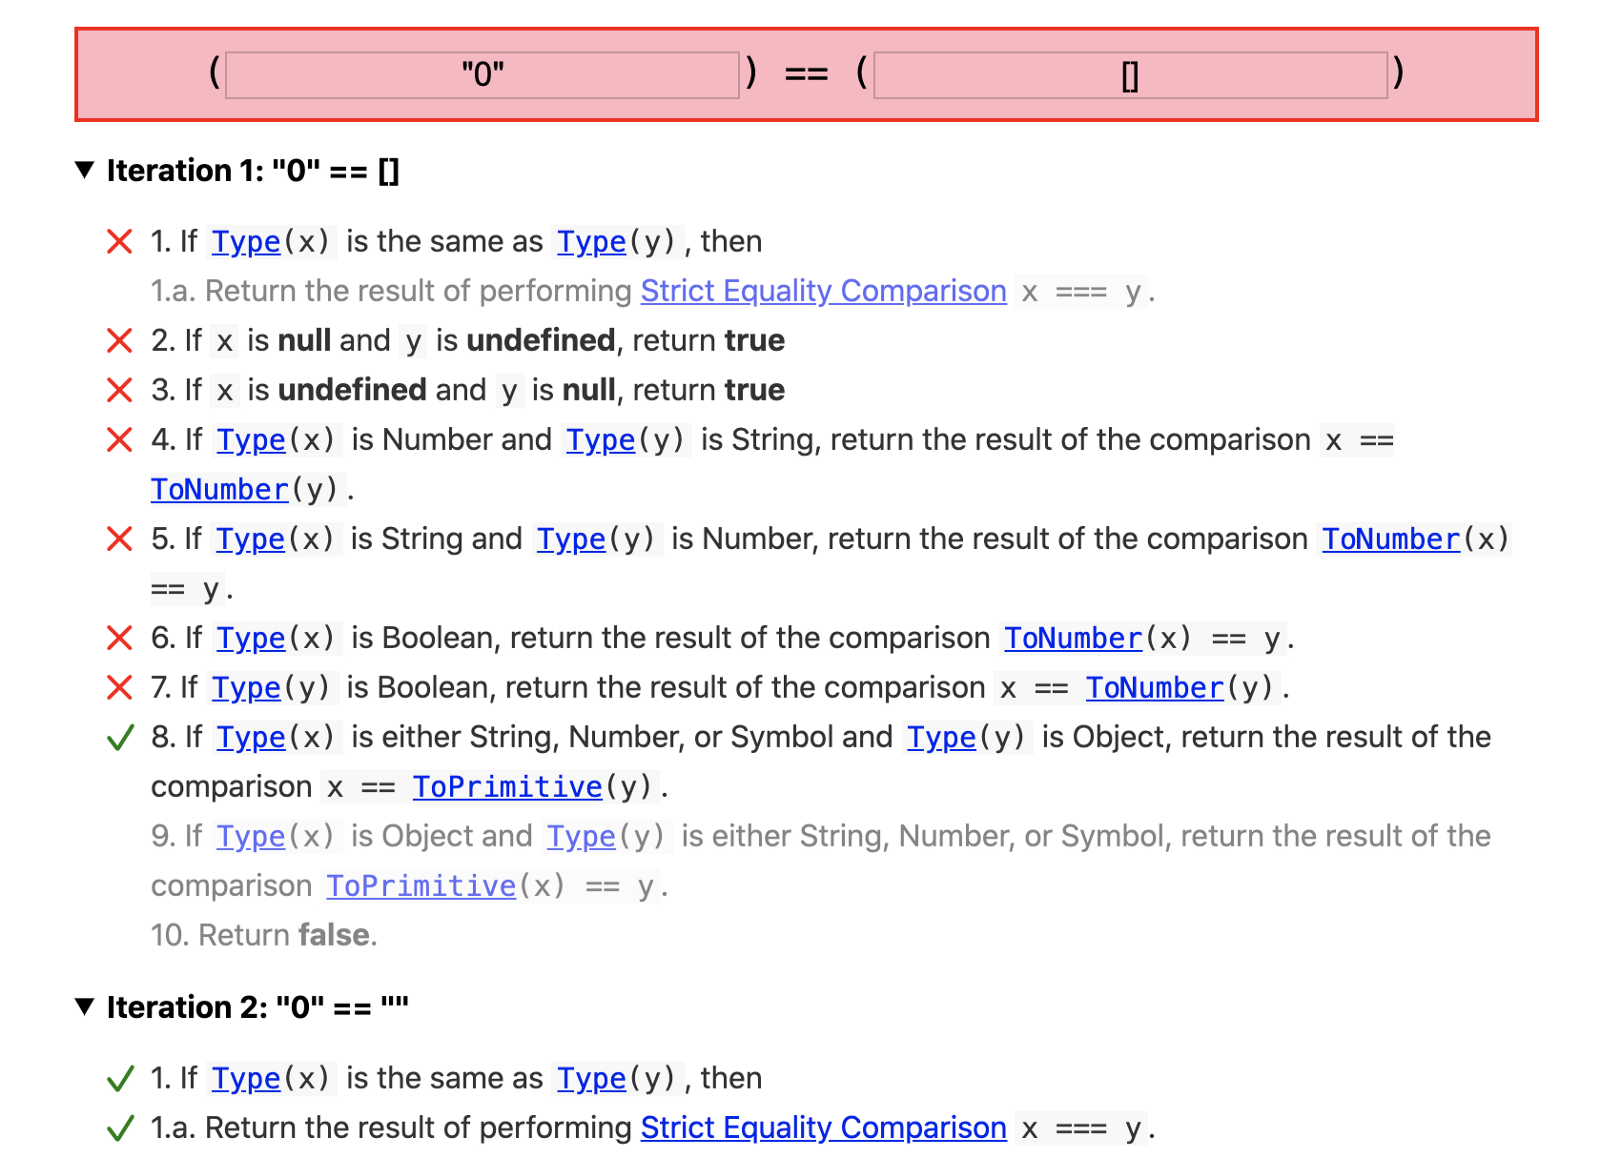 ( "0" ) == ( [] )
▼ Iteration 1: "0" == []
❌ 1. If Type(x) is the same as Type(y), then
1.a. Return the result of performing Strict Equality Comparison x === y.
❌ 2. If x is null and y is undefined, return true
❌ 3. If x is undefined and y is null, return true
❌ 4. If Type(x) is Number and Type(y) is String, return the result of the comparison x ==
ToNumber(y).
❌ 5. If Type(x) is String and Type(y) is Number, return the result of the comparison ToNumber(x)
== y.
❌ 6. If Type(x) is Boolean, return the result of the comparison ToNumber(x) == y.
❌ 7. If Type(y) is Boolean, return the result of the comparison x == ToNumber(y).
✓ 8. If Type(x) is either String, Number, or Symbol and Type(y) is Object, return the result of the
comparison x == ToPrimitive(y).
9. If Type(x) is Object and Type(y) is either String, Number, or Symbol, return the result of the
comparison ToPrimitive(x) == y.
10. Return false.
▼ Iteration 2: "0" == ""
✓ 1. If Type(x) is the same as Type(y), then
✓ 1.a. Return the result of performing Strict Equality Comparison x === y.